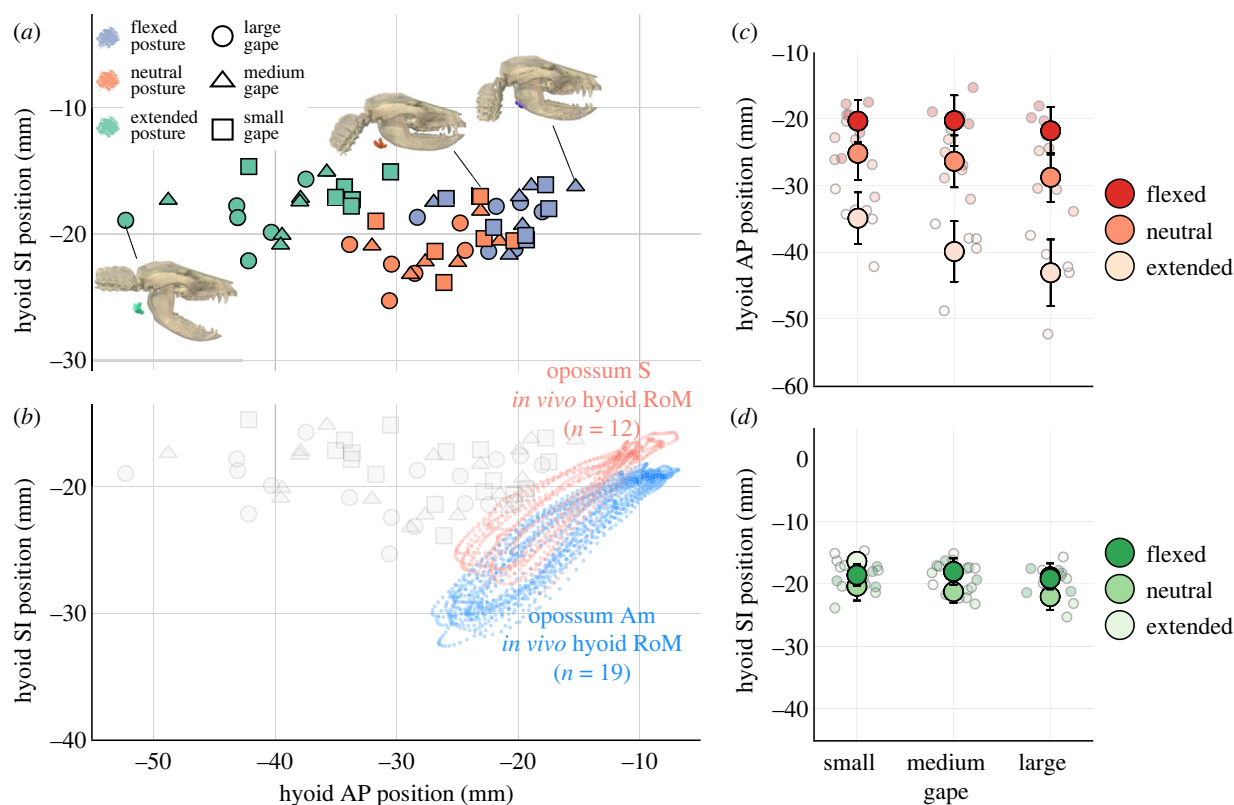 (a)
flexed
posture
large
gape
neutral
posture
medium
gape
extended
posture
small
gape
hyoid SI position (mm)
–10
–20
–30
(b)
opossum S
in vivo hyoid RoM
(n = 12)
opossum Am
in vivo hyoid RoM
(n = 19)
hyoid SI position (mm)
–20
–30
–40
–50
–40
–30
–20
–10
hyoid AP position (mm)
(c)
hyoid AP position (mm)
–10
–20
–30
–40
–50
–60
flexed
neutral
extended
(d)
hyoid SI position (mm)
0
–10
–20
–30
–40
flexed
neutral
extended
small
medium
large
gape